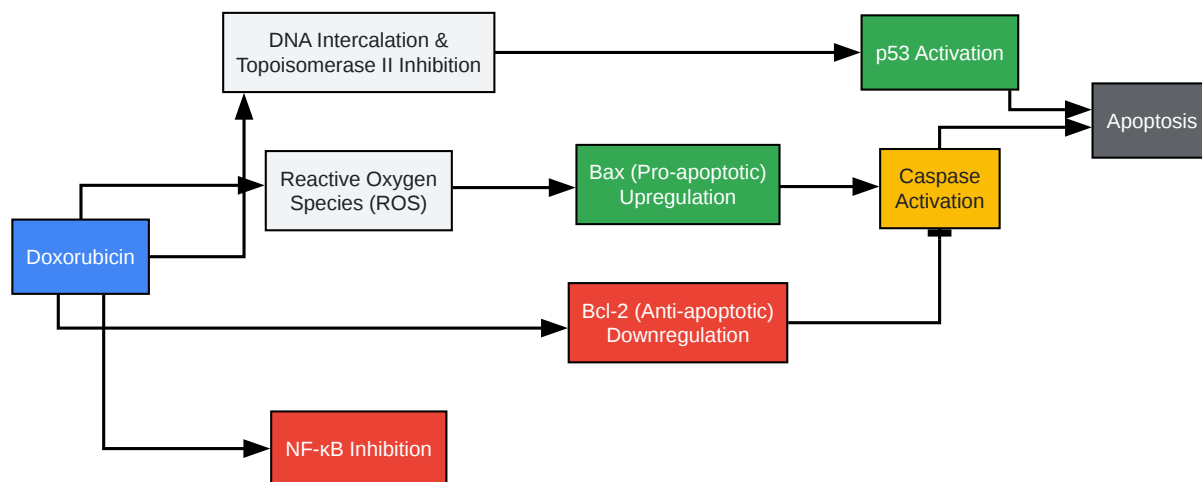 DNA Intercalation &
Topoisomerase II Inhibition
p53 Activation
Apoptosis
Reactive Oxygen
Species (ROS)
Bax (Pro-apoptotic)
Upregulation
Caspase
Activation
Doxorubicin
Bcl-2 (Anti-apoptotic)
Downregulation
NF-κB Inhibition